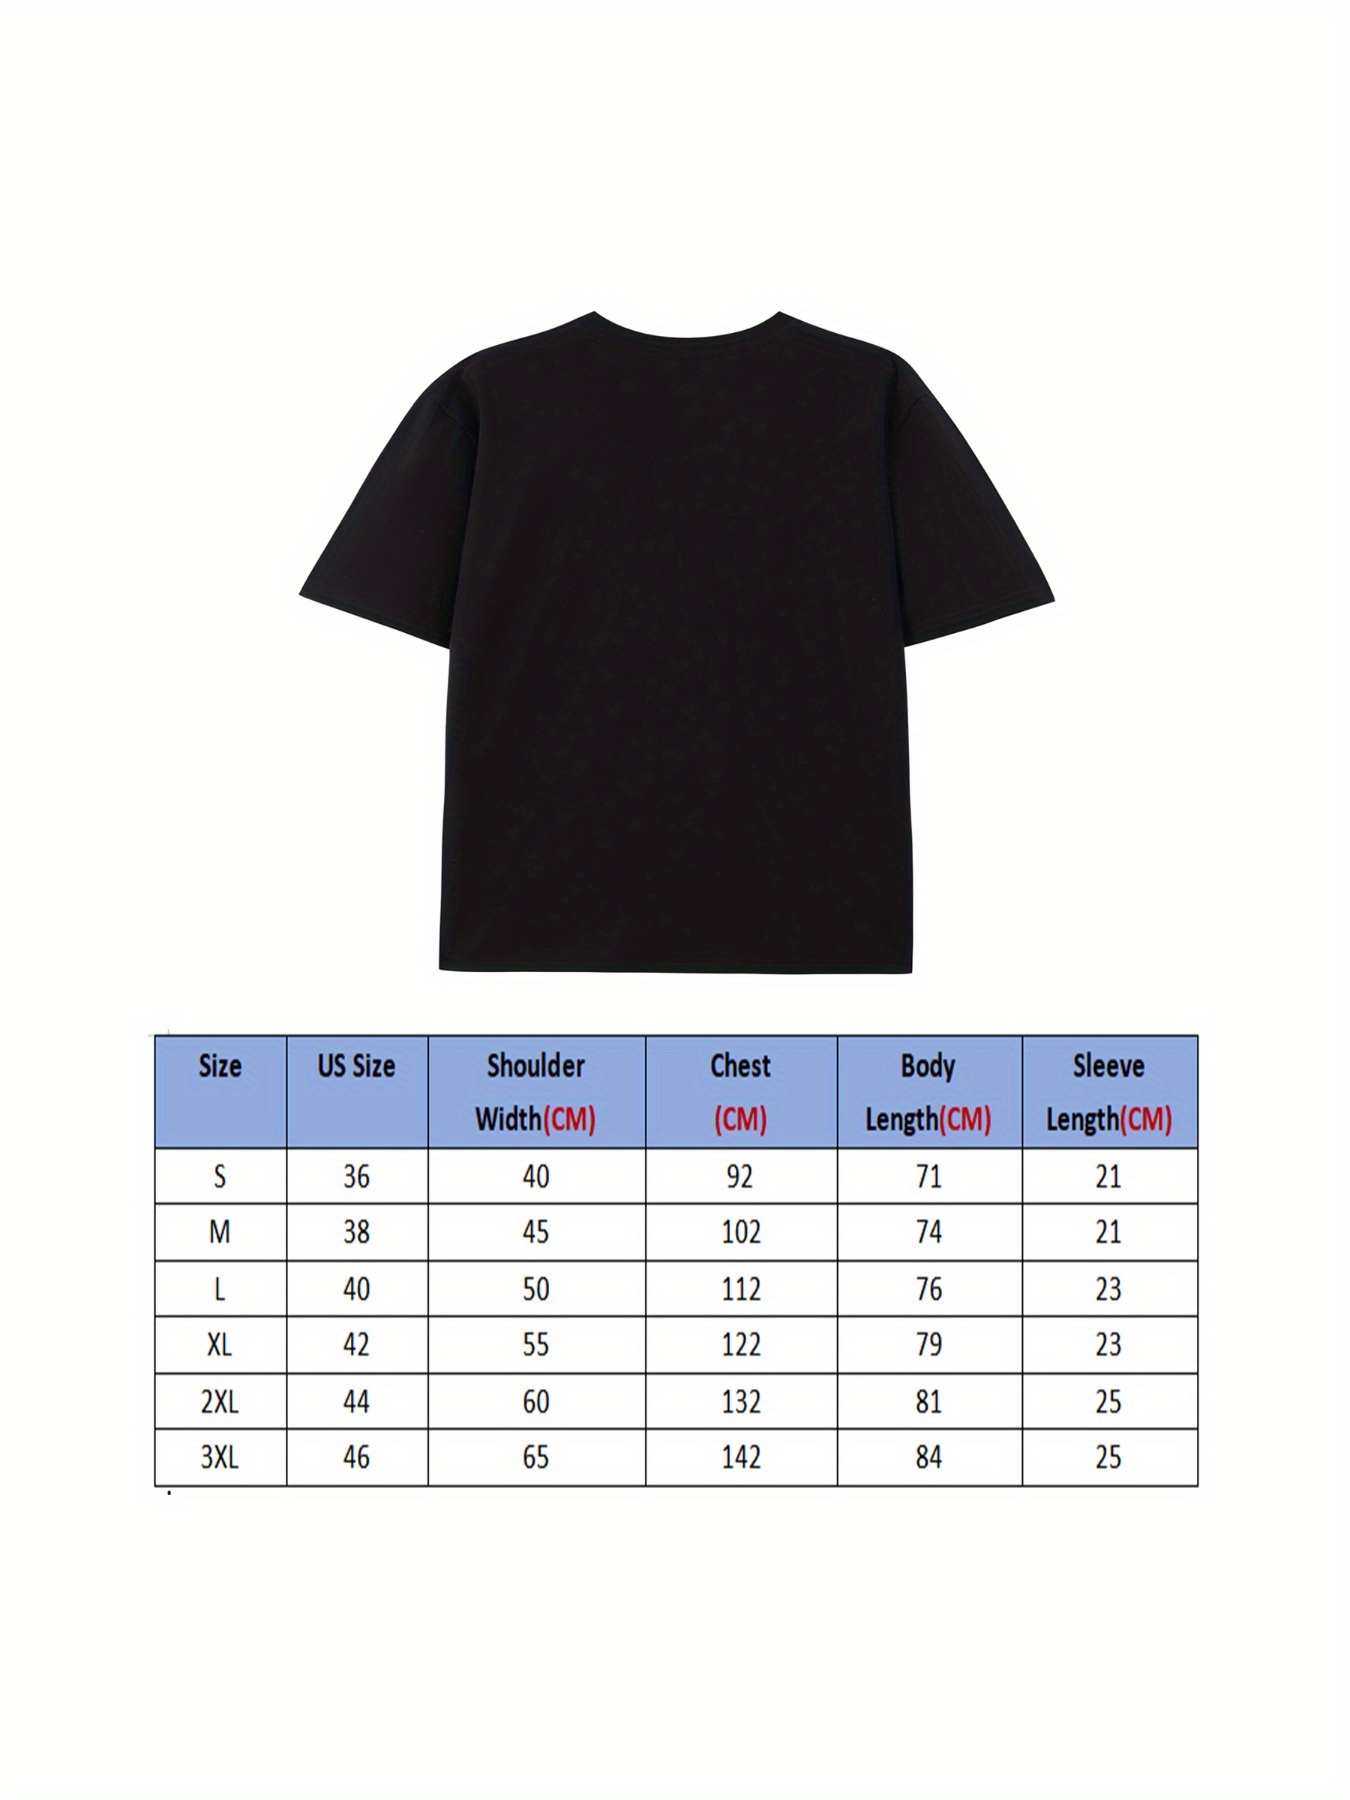 Size US Size Shoulder Width(CM) Chest (CM) Body Length(CM) Sleeve Length(CM)
S 36 40 92 71 21
M 38 45 102 74 21
L 40 50 112 76 23
XL 42 55 122 79 23
2XL 44 60 132 81 25
3XL 46 65 142 84 25